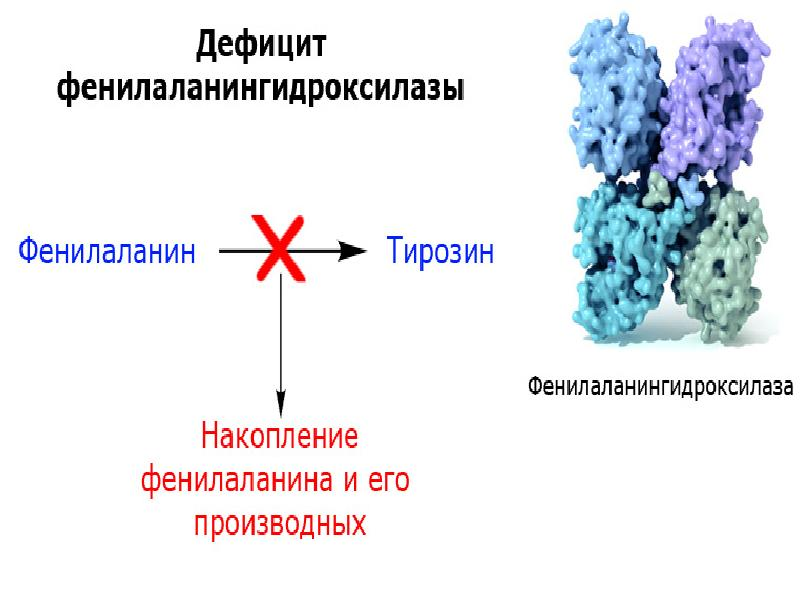 Дефицит
фенилаланингидроксилазы
Фенилаланин
Тирозин
Фенилаланингидроксилаза
Накопление
фенилаланина и его
производных